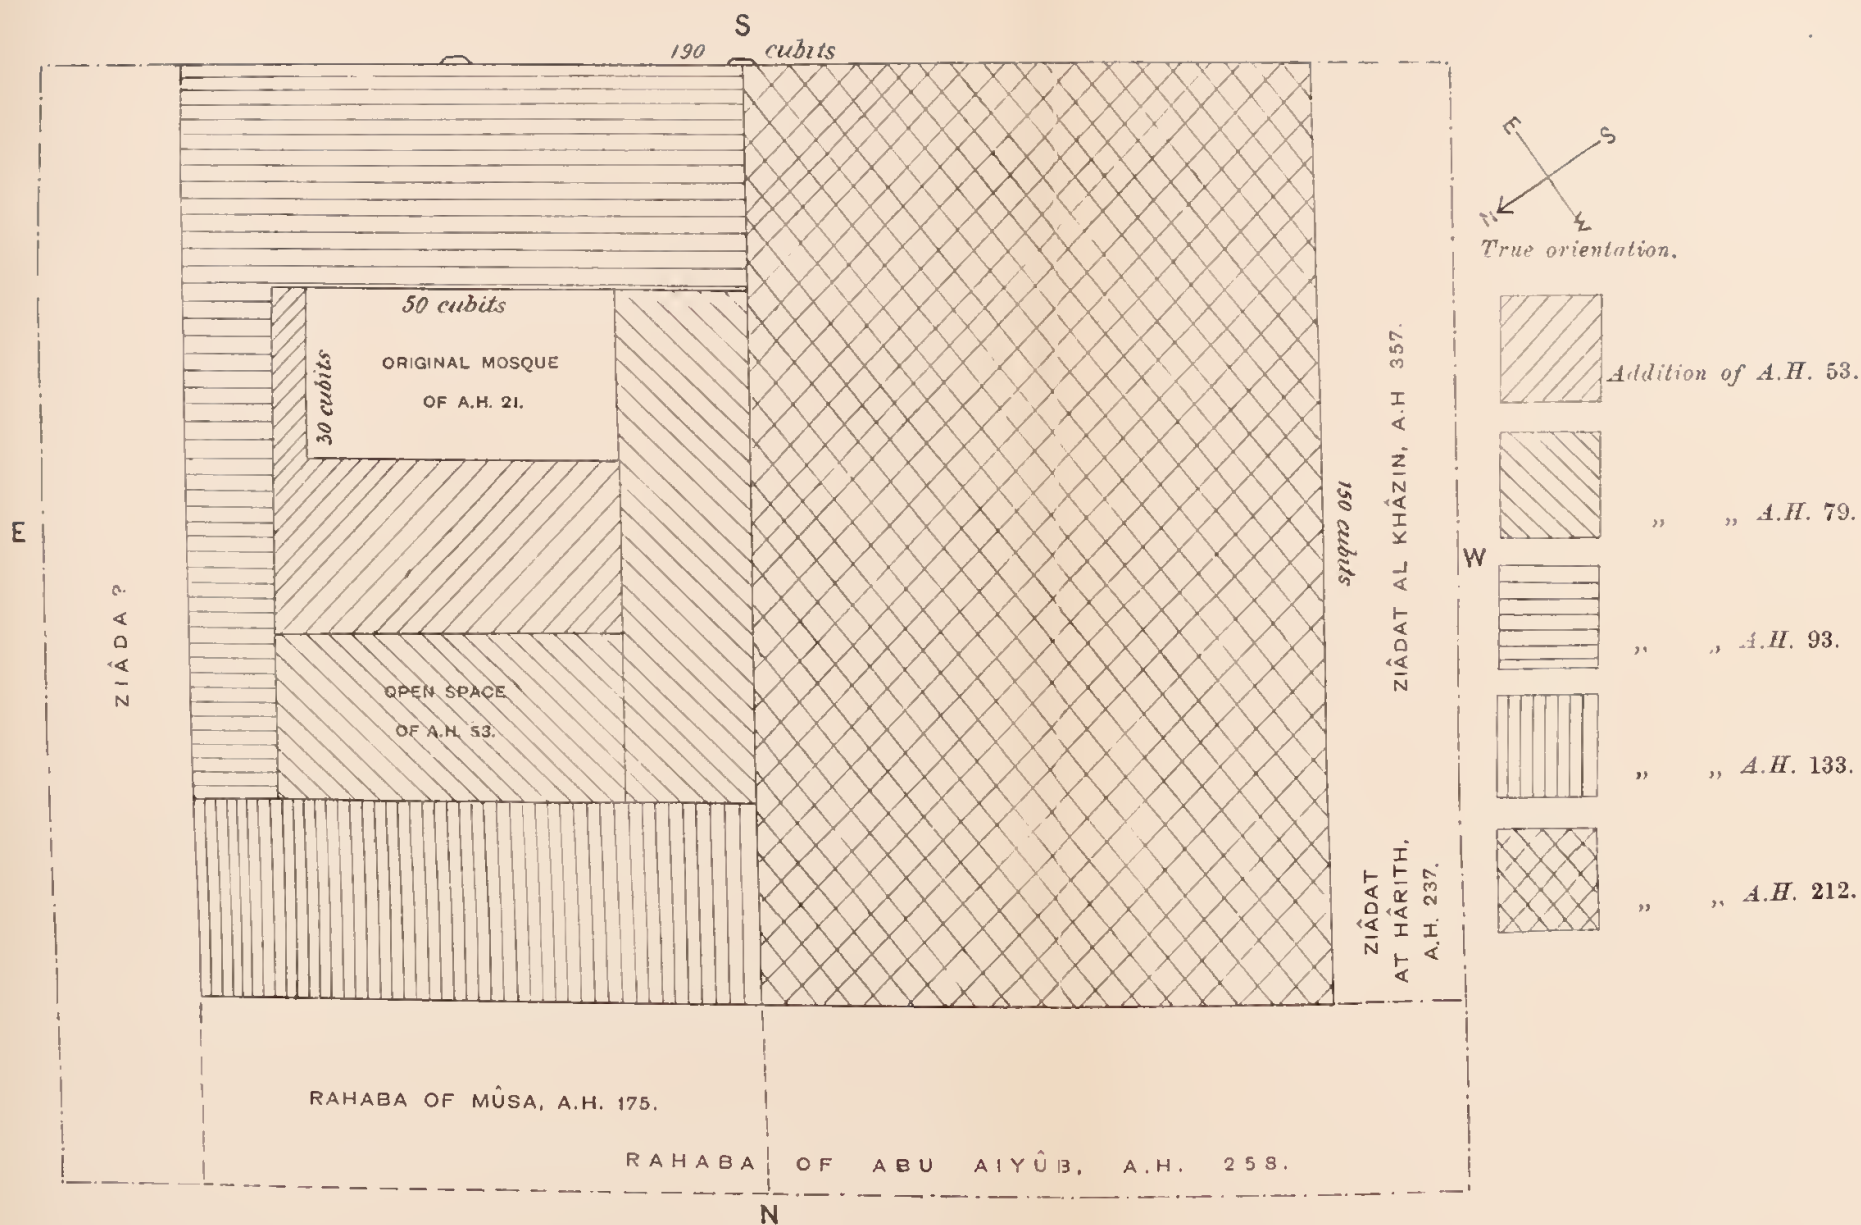 S
190 cubits
E
S
N
W
True orientation.
50 cubits
30 cubits
ORIGINAL MOSQUE
OF A.H. 21.
Addition of A.H. 53.
„ „ A.H. 79.
„ „ A.H. 93.
„ „ A.H. 133.
„ „ A.H. 212.
E
ZIÂDA ?
OPEN SPACE
OF A.H. 53.
150 cubits
ZIÂDAT AL KHÂZIN, A.H 357.
W
ZIÂDAT
AT HÂRITH,
A.H. 237.
RAHABA OF MÛSA, A.H. 175.
RAHABA OF ABU AIYÛB, A.H. 258.
N